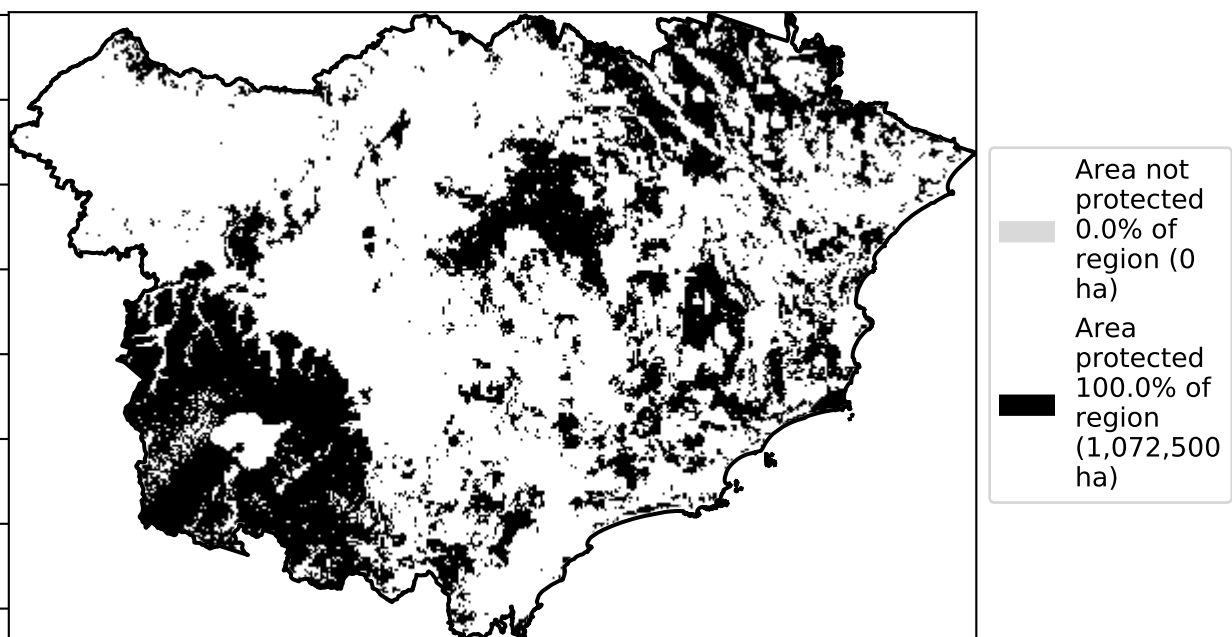 Area not
protected
0.0% of
region (0
ha)
Area
protected
100.0% of
region
(1,072,500
ha)